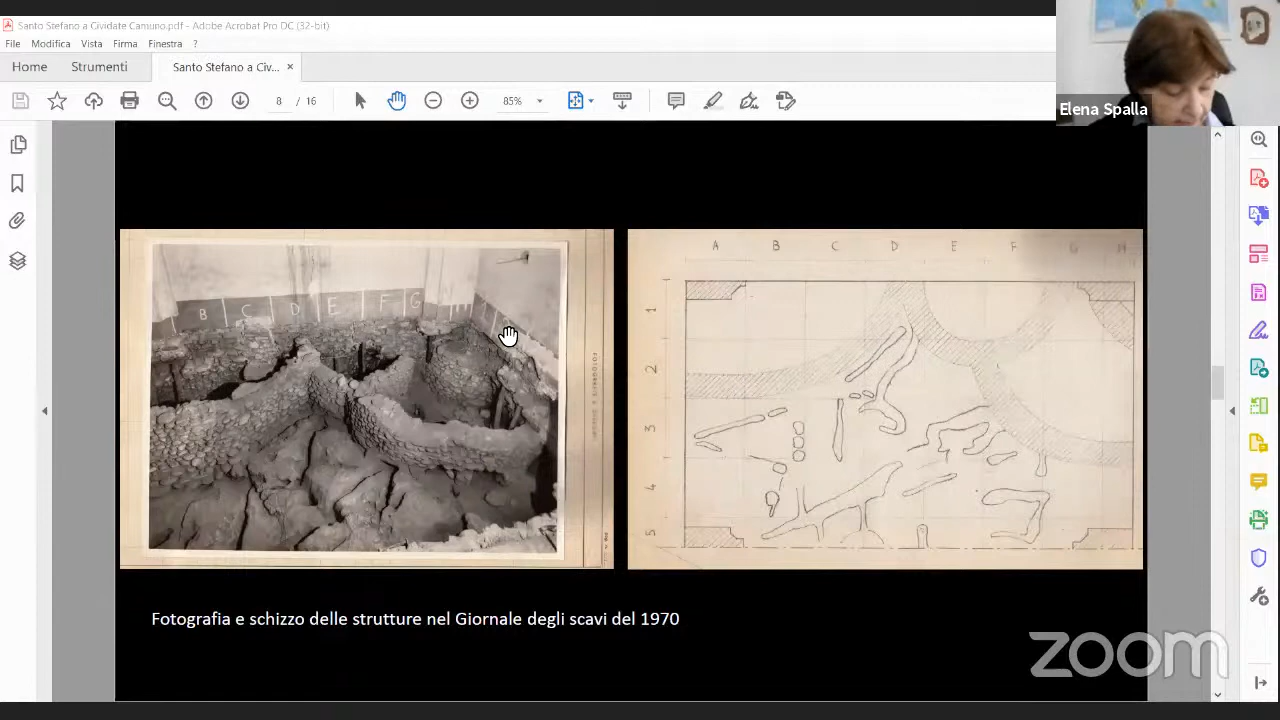 Santo Stefano a Cividate Camuno.pdf - Adobe Acrobat Pro DC (32-bit)
File Modifica Vista Firma Finestra ?
Home Strumenti Santo Stefano a Civ... ×
8 / 16 85%
Elena Spalla
B C D E F G
A B C D E F G H
1
2
3
4
5
Fotografia e schizzo delle strutture nel Giornale degli scavi del 1970
zoom